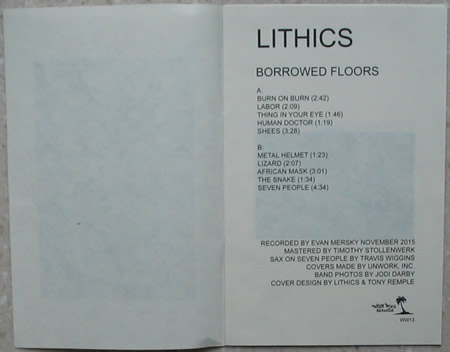 LITHICS
BORROWED FLOORS
A:
BURN ON BURN (2:42)
LABOR (2:09)
THING IN YOUR EYE (1:46)
HUMAN DOCTOR (1:19)
SHEES (3:28)
B:
METAL HELMET (1:23)
LIZARD (2:07)
AFRICAN MASK (3:01)
THE SNAKE (1:34)
SEVEN PEOPLE (4:34)
RECORDED BY EVAN MERSKY NOVEMBER 2015
MASTERED BY TIMOTHY STOLLENWERK
SAX ON SEVEN PEOPLE BY TRAVIS WIGGINS
COVERS MADE BY UNWORK, INC.
BAND PHOTOS BY JODI DARBY
COVER DESIGN BY LITHICS & TONY REMPLE
WW13